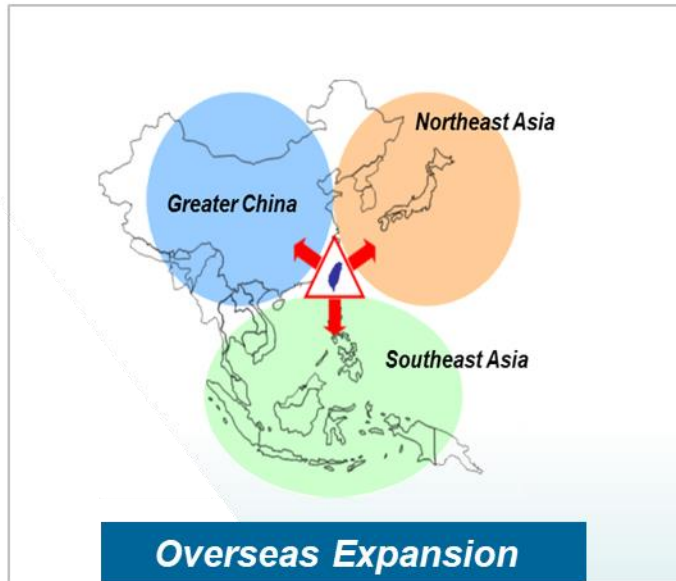 Northeast Asia
Greater China
Southeast Asia
Overseas Expansion